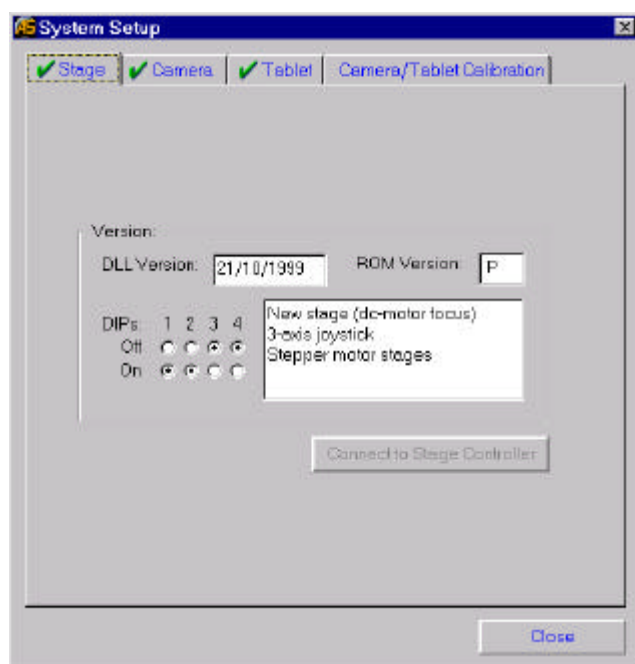 AS System Setup
Stage Camera Tablet Camera/Tablet Calibration
Version:
DLL Version: 21/10/1999 ROM Version: P
DIPs: 1 2 3 4
Off
On
New stage (dc-motor focus)
3-axis joystick
Stepper motor stages
Connect to Stage Controller
Close